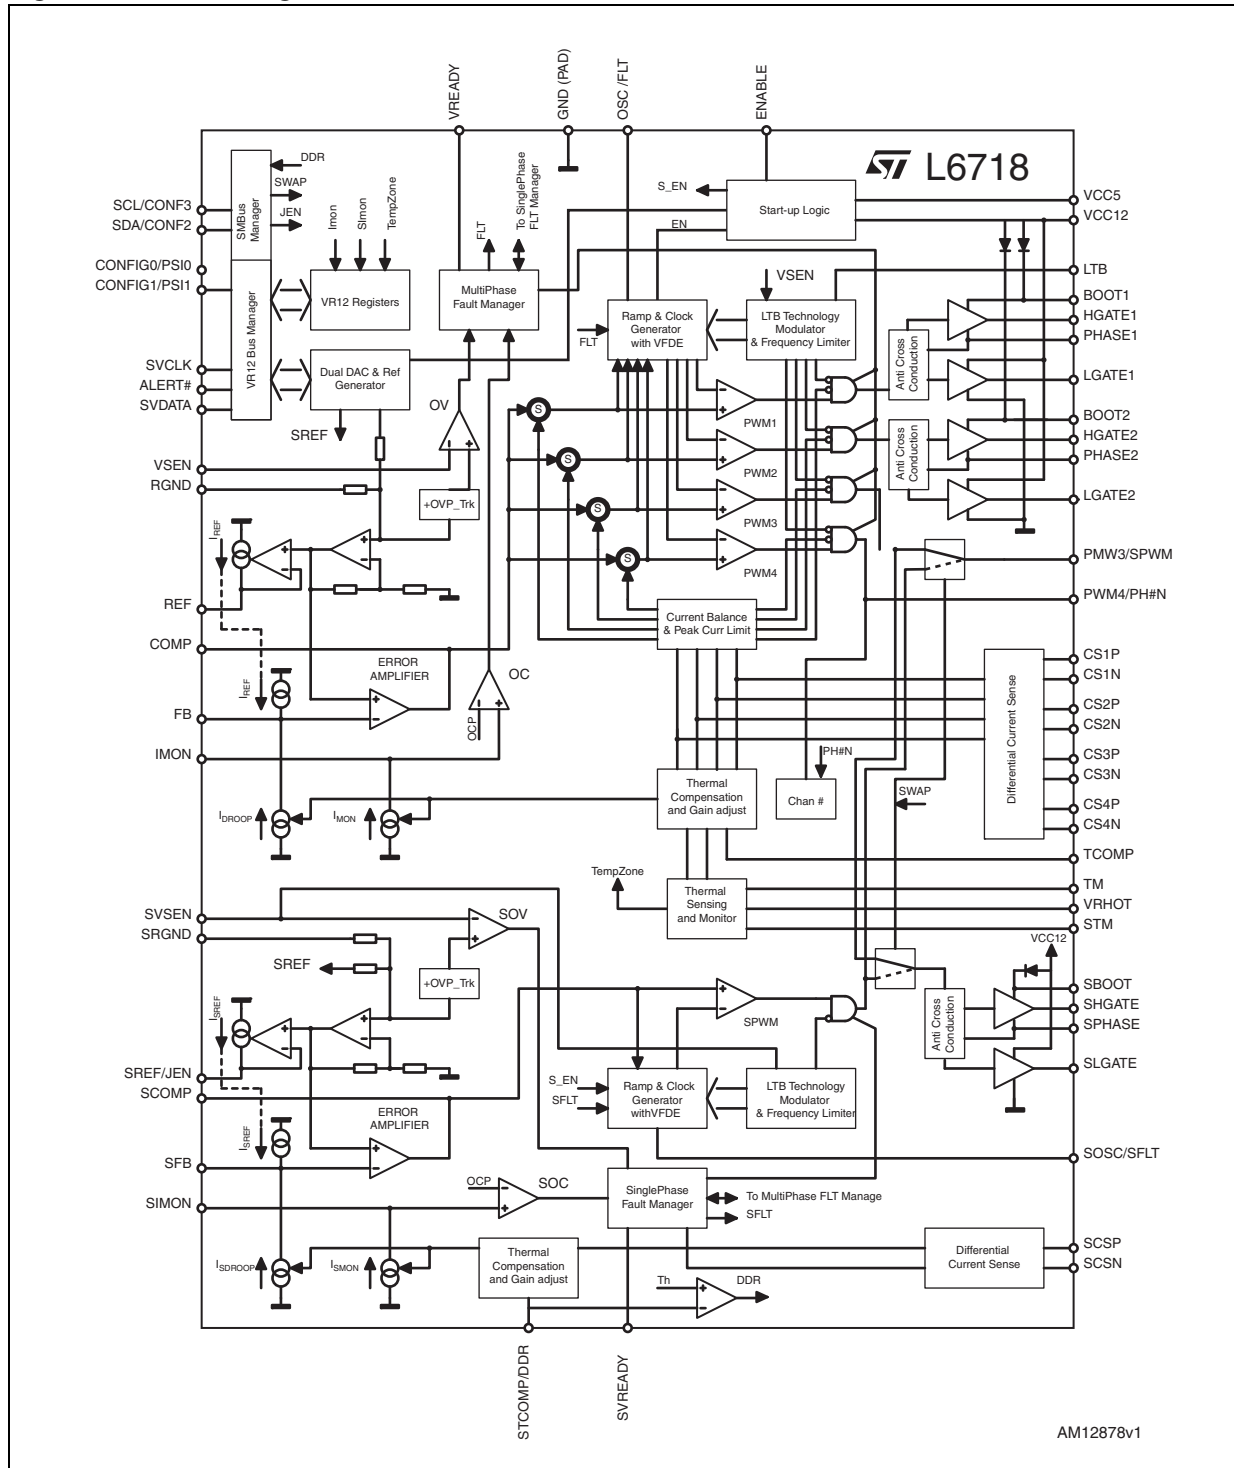 VREADY
GND (PAD)
OSC /FLT
ENABLE
ST L6718
SCL/CONF3
SDA/CONF2
CONFIG0/PSI0
CONFIG1/PSI1
SVCLK
ALERT#
SVDATA
VSEN
RGND
REF
COMP
FB
IMON
SVSEN
SRGND
SREF/JEN
SCOMP
SFB
SIMON
SMBus
Manager
VR12 Bus Manager
DDR
SWAP
JEN
Imon
SImon
TempZone
VR12 Registers
Dual DAC & Ref
Generator
SREF
FLT
To SinglePhase
FLT Manager
MultiPhase
Fault Manager
OV
+OVP_Trk
S_EN
EN
Start-up Logic
VSEN
FLT
Ramp & Clock
Generator
with VFDE
LTB Technology
Modulator
& Frequency Limiter
S
S
S
S
PWM1
PWM2
PWM3
PWM4
Anti Cross
Conduction
Anti Cross
Conduction
Current Balance
& Peak Curr Limit
IREF
IREF
ERROR
AMPLIFIER
OC
OCP
IDROOP
IMON
Thermal
Compensation
and Gain adjust
PH#N
Chan #
SWAP
Differential Current Sense
TempZone
Thermal
Sensing
and Monitor
SOV
SREF
+OVP_Trk
ISREF
ISREF
ERROR
AMPLIFIER
SPWM
S_EN
SFLT
Ramp & Clock
Generator
withVFDE
LTB Technology
Modulator
& Frequency Limiter
VCC12
Anti Cross
Conduction
OCP
SOC
SinglePhase
Fault Manager
To MultiPhase FLT Manage
SFLT
ISDROOP
ISMON
Thermal
Compensation
and Gain adjust
Th
DDR
Differential
Current Sense
VCC5
VCC12
LTB
BOOT1
HGATE1
PHASE1
LGATE1
BOOT2
HGATE2
PHASE2
LGATE2
PMW3/SPWM
PWM4/PH#N
CS1P
CS1N
CS2P
CS2N
CS3P
CS3N
CS4P
CS4N
TCOMP
TM
VRHOT
STM
SBOOT
SHGATE
SPHASE
SLGATE
SOSC/SFLT
SCSP
SCSN
STCOMP/DDR
SVREADY
AM12878v1